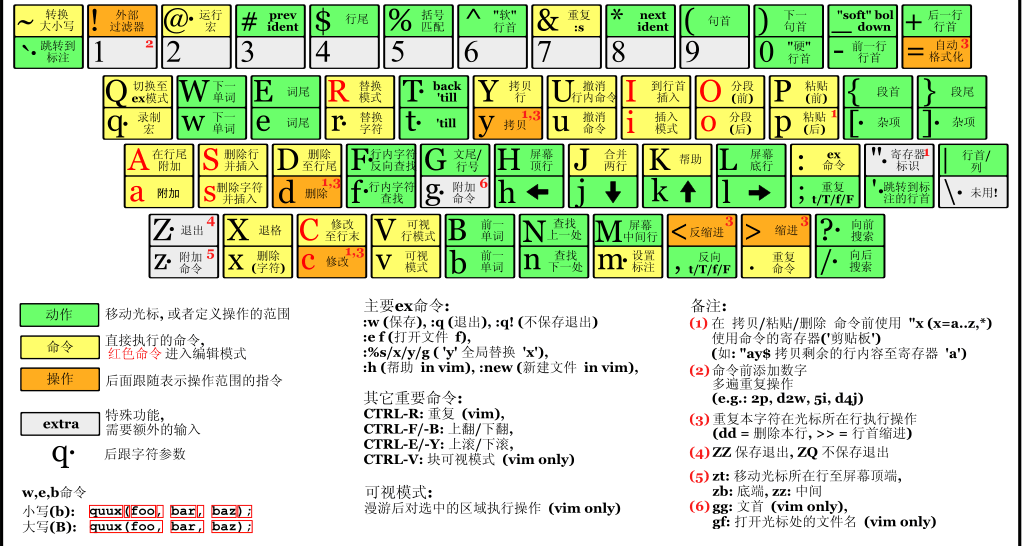 ~ 转换 大小写 ! 外部 过滤器 @· 运行 宏 # prev ident $ 行尾 % 括号 匹配 ^ "软" 行首 & 重复 :s * next ident ( 句首 ) 下一 句首 _ "soft" bol down + 后一行 行首
`· 跳转到 标注 1 2 2 3 4 5 6 7 8 9 0 "硬" 行首 - 前一行 行首 = 自动 3 格式化
Q 切换至 ex模式 W 下一 单词 E 词尾 R 替换 模式 T· back 'till Y 拷贝 行 U 撤消 行内命令 I 到行首 插入 O 分段 (前) P 粘贴 (前) { 段首 } 段尾
q· 录制 宏 w 下一 单词 e 词尾 r· 替换 字符 t· 'till y 拷贝 1,3 u 撤消 命令 i 插入 模式 o 分段 (后) p 粘贴 1 (后) [· 杂项 ]· 杂项
A 在行尾 附加 S 删除行 并插入 D 删除 至行尾 F· 行内字符 反向查找 G 文尾/ 行号 H 屏幕 顶行 J 合并 两行 K 帮助 L 屏幕 底行 : ex 命令 "· 寄存器 1 标识 | 行首/ 列
a 附加 s 删除字符 并插入 d 删除 1,3 f· 行内字符 查找 g· 附加 6 命令 h ← j ↓ k ↑ l → ; 重复 t/T/f/F '· 跳转到标 注的行首 \· 未用!
Z· 退出 4 X 退格 C 修改 至行末 V 可视 行模式 B 前一 单词 N 查找 上一处 M 屏幕 中间行 < 反缩进 3 > 缩进 3 ?· 向前 搜索
z· 附加 5 命令 x 删除 (字符) c 修改 1,3 v 可视 模式 b 前一 单词 n 查找 下一处 m· 设置 标注 , 反向 t/T/f/F . 重复 命令 /· 向后 搜索
动作 移动光标, 或者定义操作的范围
命令 直接执行的命令,
红色命令 进入编辑模式
操作 后面跟随表示操作范围的指令
extra 特殊功能,
需要额外的输入
q· 后跟字符参数
w,e,b命令
小写(b): quux(foo, bar, baz);
大写(B): quux(foo, bar, baz);
主要ex命令:
:w (保存), :q (退出), :q! (不保存退出)
:e f (打开文件 f),
:%s/x/y/g ( 'y' 全局替换 'x'),
:h (帮助 in vim), :new (新建文件 in vim),
其它重要命令:
CTRL-R: 重复 (vim),
CTRL-F/-B: 上翻/下翻,
CTRL-E/-Y: 上滚/下滚,
CTRL-V: 块可视模式 (vim only)
可视模式:
漫游后对选中的区域执行操作 (vim only)
备注:
(1) 在 拷贝/粘贴/删除 命令前使用 "x (x=a..z,*)
使用命令的寄存器('剪贴板')
(如: "ay$ 拷贝剩余的行内容至寄存器 'a')
(2) 命令前添加数字
多遍重复操作
(e.g.: 2p, d2w, 5i, d4j)
(3) 重复本字符在光标所在行执行操作
(dd = 删除本行, >> = 行首缩进)
(4) ZZ 保存退出, ZQ 不保存退出
(5) zt: 移动光标所在行至屏幕顶端,
zb: 底端, zz: 中间
(6) gg: 文首 (vim only),
gf: 打开光标处的文件名 (vim only)